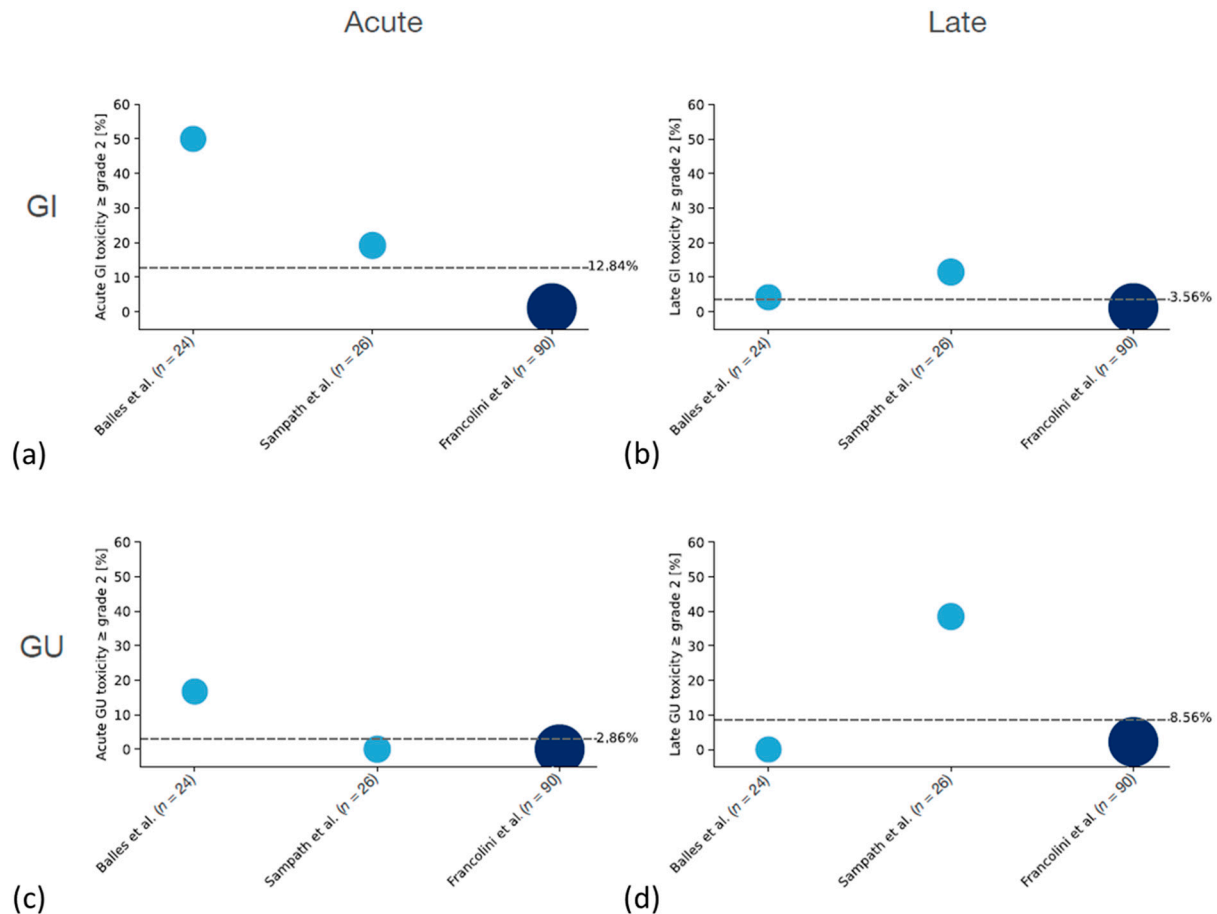 Acute
Late
GI
Acute GI toxicity ≥ grade 2 [%]
60
50
40
30
20
10
0
12.84%
Balles et al. (n = 24)
Sampath et al. (n = 26)
Francolini et al. (n = 90)
(a)
Late GI toxicity ≥ grade 2 [%]
60
50
40
30
20
10
0
3.56%
Balles et al. (n = 24)
Sampath et al. (n = 26)
Francolini et al. (n = 90)
(b)
GU
Acute GU toxicity ≥ grade 2 [%]
60
50
40
30
20
10
0
2.86%
Balles et al. (n = 24)
Sampath et al. (n = 26)
Francolini et al. (n = 90)
(c)
Late GU toxicity ≥ grade 2 [%]
60
50
40
30
20
10
0
8.56%
Balles et al. (n = 24)
Sampath et al. (n = 26)
Francolini et al. (n = 90)
(d)